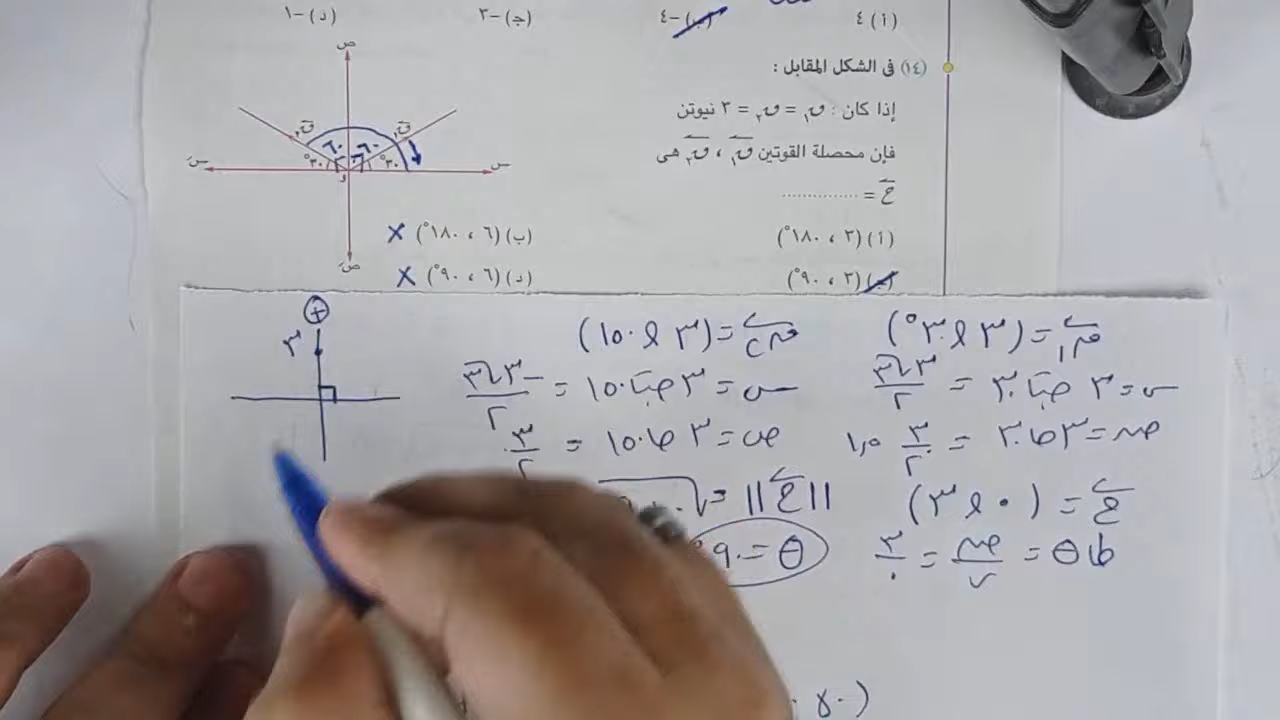 (أ) ٤ (ب) -٤ (ج) -٣ (د) -١
(١٤) فى الشكل المقابل :
إذا كان : ق١ = ق٢ = ٣ نيوتن
فإن محصلة القوتين ق١ ، ق٢ هى
ح = ...............
(أ) (٣ ، ١٨٠°) (ب) (٦ ، ١٨٠°) ×
(ج) (٣ ، ٩٠°) (د) (٦ ، ٩٠°) ×
ص
ق٢ ق١
٦٠ ٦٠
سَ ٣٠° و ٣٠° س
صَ
ق١ = (٣ و ٣٠°) ق٢ = (٣ و ١٥٠)
س = ٣ جتا ٣٠ = ٣√٣/٢ س = ٣ جتا ١٥٠ = -٣√٣/٢
ص = ٣ جا ٣٠ = ٣/٢ ١,٥ ص = ٣ جا ١٥٠ = ٣/٢
ح = (٠ و ٣) ||ح|| =
ظا θ = ص/س = ٣/٠ θ = ٩٠°
+
٣